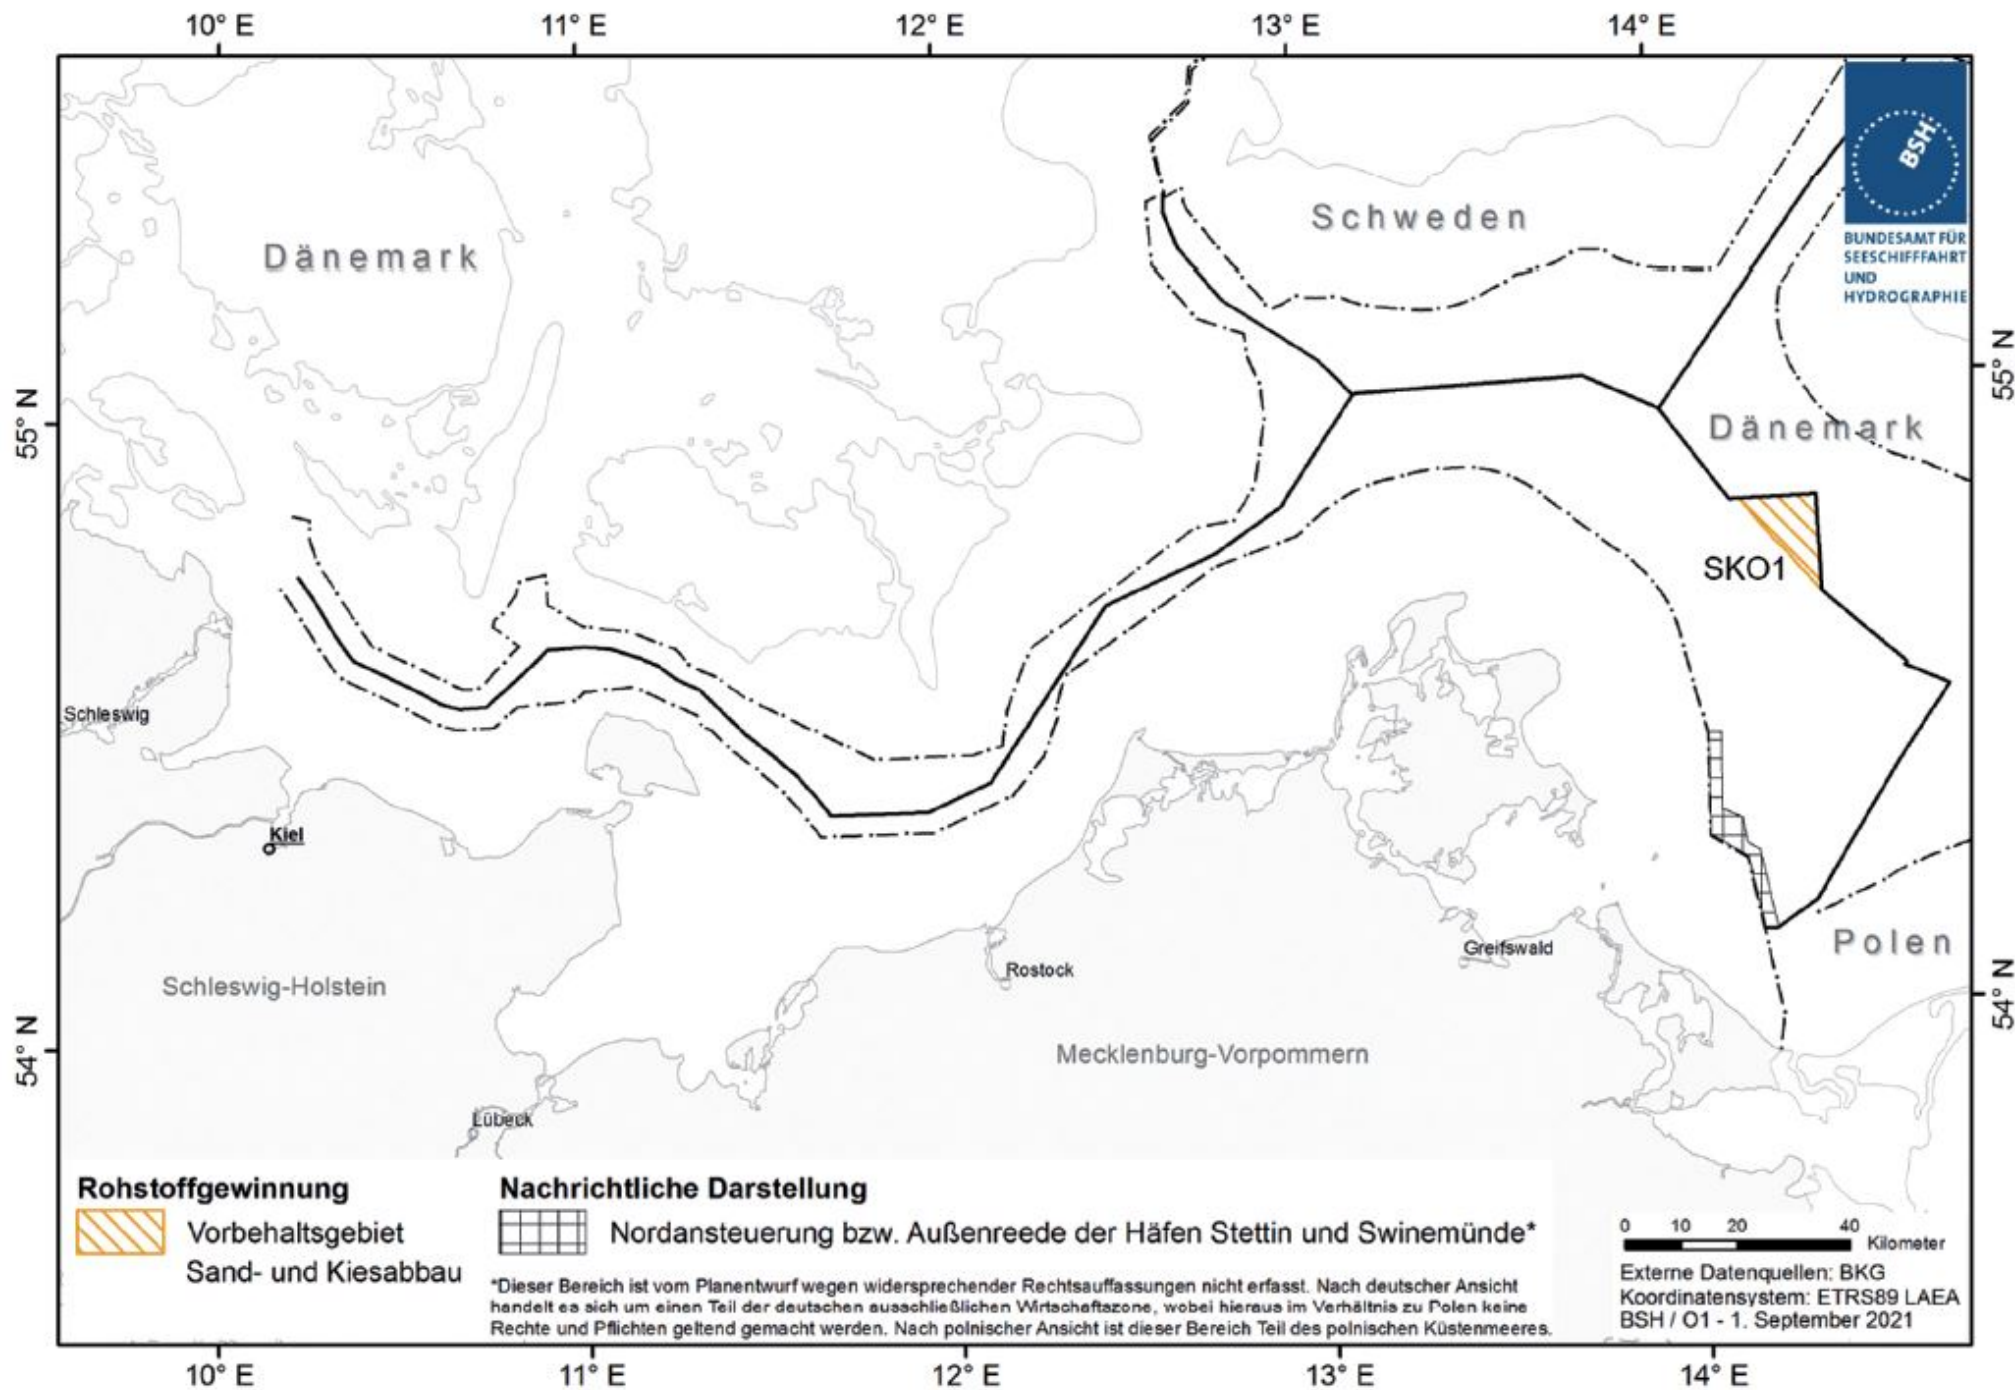 10° E
11° E
12° E
13° E
14° E
BSH
BUNDESAMT FÜR
SEESCHIFFFAHRT
UND
HYDROGRAPHIE
Schweden
Dänemark
55° N
55° N
Dänemark
SKO1
Schleswig
Kiel
Polen
Greifswald
Rostock
Schleswig-Holstein
54° N
54° N
Mecklenburg-Vorpommern
Lübeck
Rohstoffgewinnung
Vorbehaltsgebiet
Sand- und Kiesabbau
Nachrichtliche Darstellung
Nordansteuerung bzw. Außenreede der Häfen Stettin und Swinemünde*
*Dieser Bereich ist vom Planentwurf wegen widersprechender Rechtsauffassungen nicht erfasst. Nach deutscher Ansicht
handelt es sich um einen Teil der deutschen ausschließlichen Wirtschaftszone, wobei hieraus im Verhältnis zu Polen keine
Rechte und Pflichten geltend gemacht werden. Nach polnischer Ansicht ist dieser Bereich Teil des polnischen Küstenmeeres.
0 10 20 40
Kilometer
Externe Datenquellen: BKG
Koordinatensystem: ETRS89 LAEA
BSH / O1 - 1. September 2021
10° E
11° E
12° E
13° E
14° E